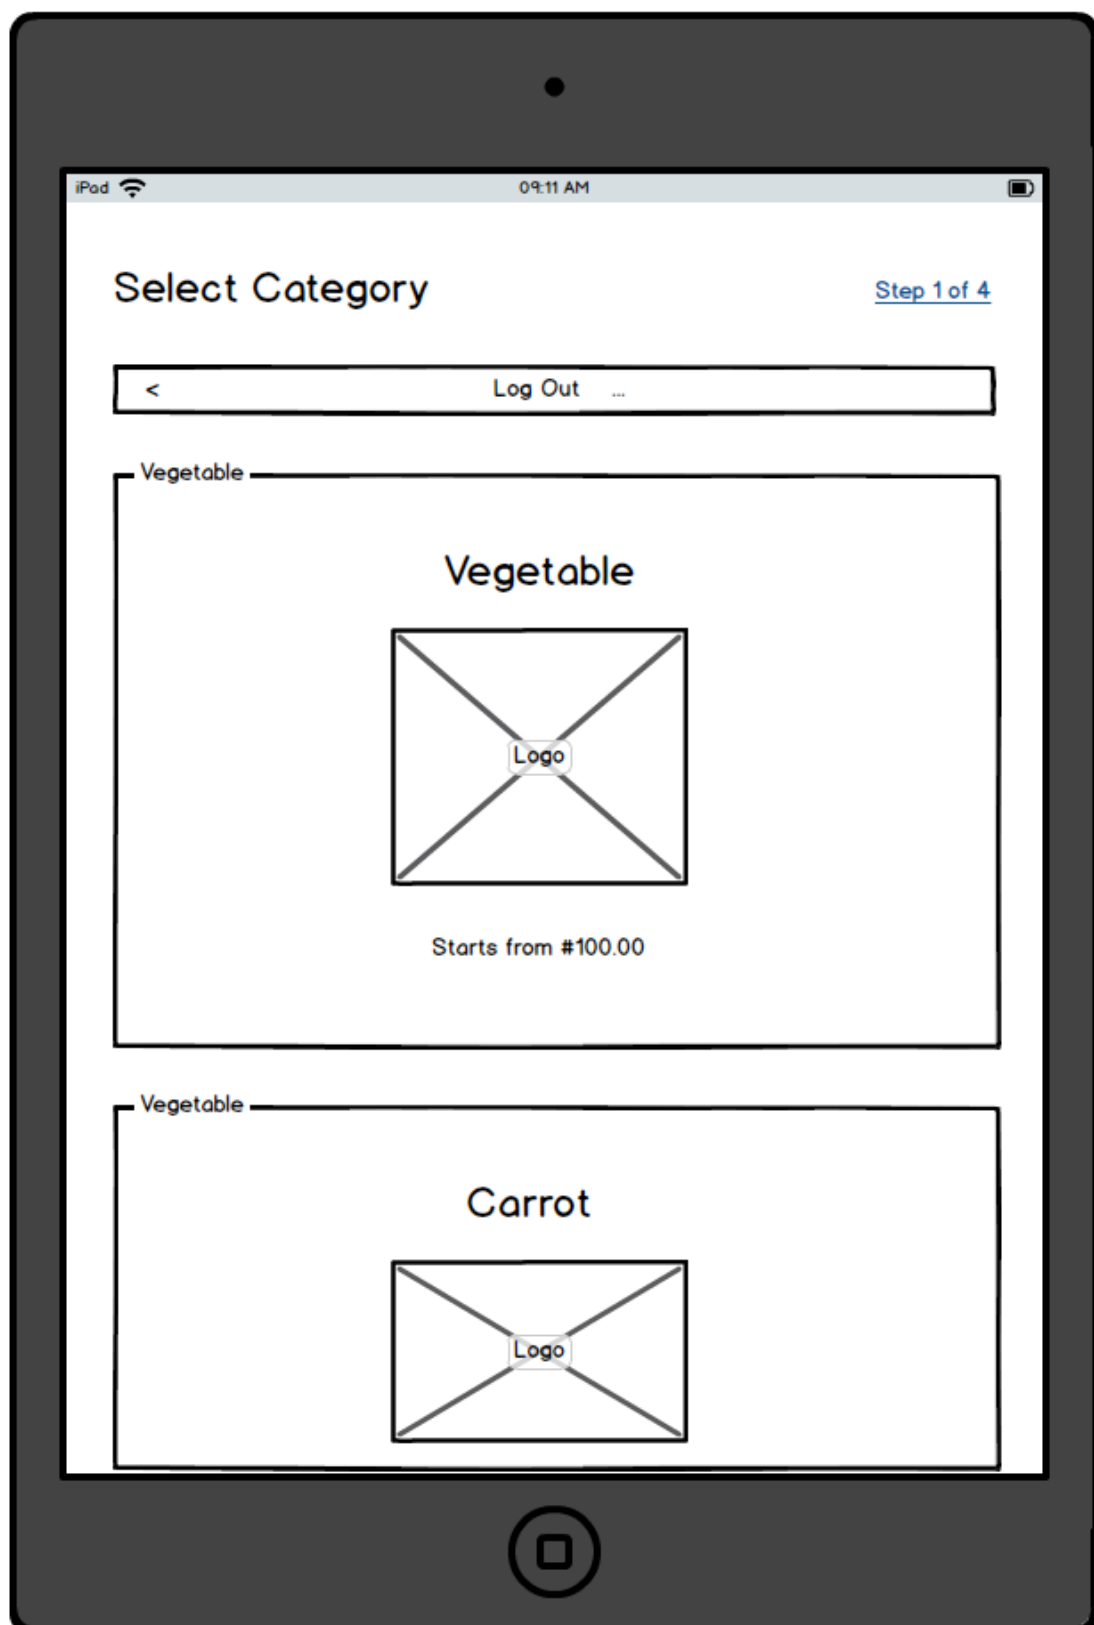 iPad 09:11 AM
Select Category
Step 1 of 4
< Log Out ...
Vegetable
Vegetable
Logo
Starts from #100.00
Vegetable
Carrot
Logo